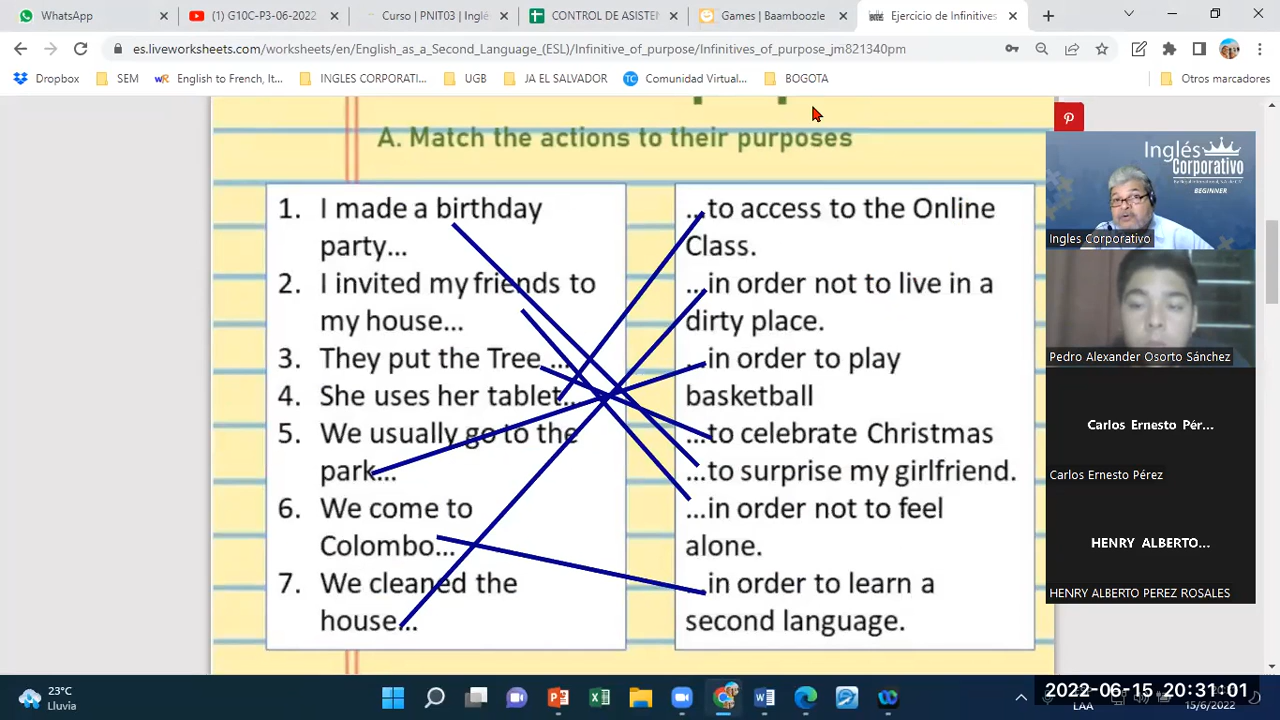 WhatsApp
(1) G10C-P3-06-2022
Curso | PNIT03 | Inglé
CONTROL DE ASISTEN
Games | Baamboozle
Ejercicio de Infinitives
es.liveworksheets.com/worksheets/en/English_as_a_Second_Language_(ESL)/Infinitive_of_purpose/Infinitives_of_purpose_jm821340pm
Dropbox
SEM
English to French, It...
INGLES CORPORATI...
UGB
JA EL SALVADOR
Comunidad Virtual...
BOGOTA
Otros marcadores
A. Match the actions to their purposes
1. I made a birthday
party...
2. I invited my friends to
my house...
3. They put the Tree ...
4. She uses her tablet...
5. We usually go to the
park...
6. We come to
Colombo...
7. We cleaned the
house...
...to access to the Online
Class.
...in order not to live in a
dirty place.
...in order to play
basketball
...to celebrate Christmas
...to surprise my girlfriend.
...in order not to feel
alone.
...in order to learn a
second language.
Inglés
Corporativo
BEGINNER
Ingles Corporativo
Pedro Alexander Osorto Sánchez
Carlos Ernesto Pér...
Carlos Ernesto Pérez
HENRY ALBERTO...
HENRY ALBERTO PEREZ ROSALES
23°C
Lluvia
2022-06-15 20:31:01
LAA
15/6/2022